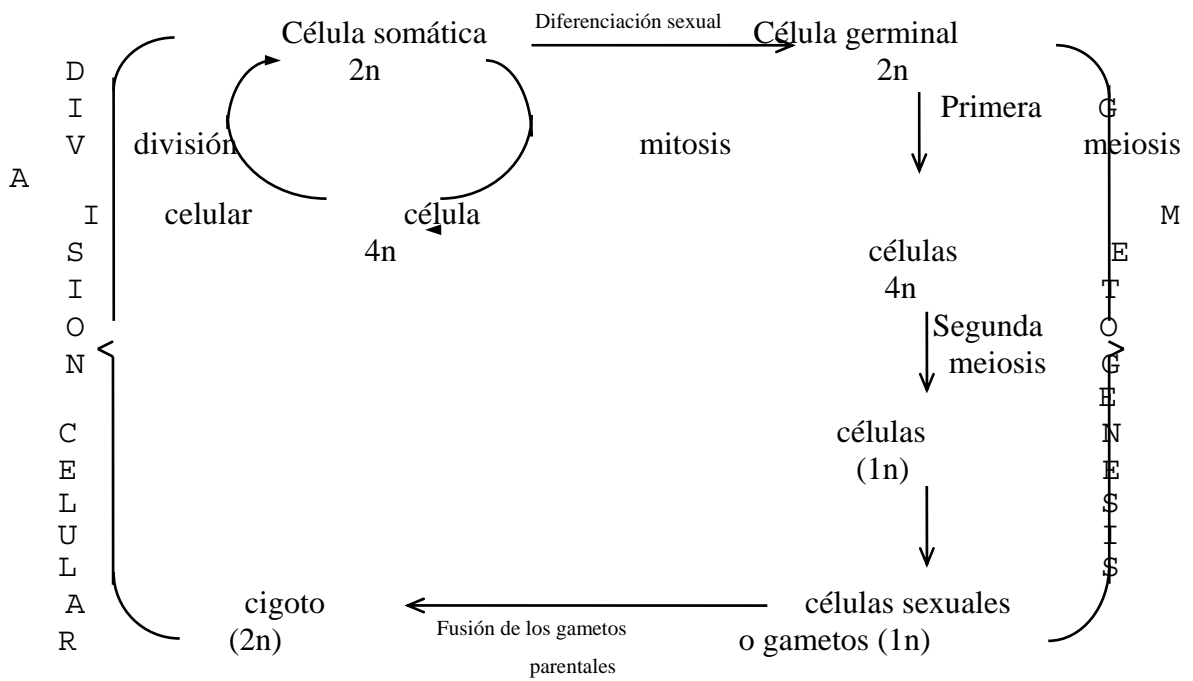 Diferenciación sexual
Célula somática Célula germinal
2n 2n
Primera
división mitosis meiosis
celular célula
4n
células
4n
Segunda
meiosis
células
(1n)
cigoto células sexuales
(2n) Fusión de los gametos o gametos (1n)
parentales
D
I
V
A
I
S
I
O
N
C
E
L
U
L
A
R
G
M
E
T
O
G
E
N
E
S
I
S